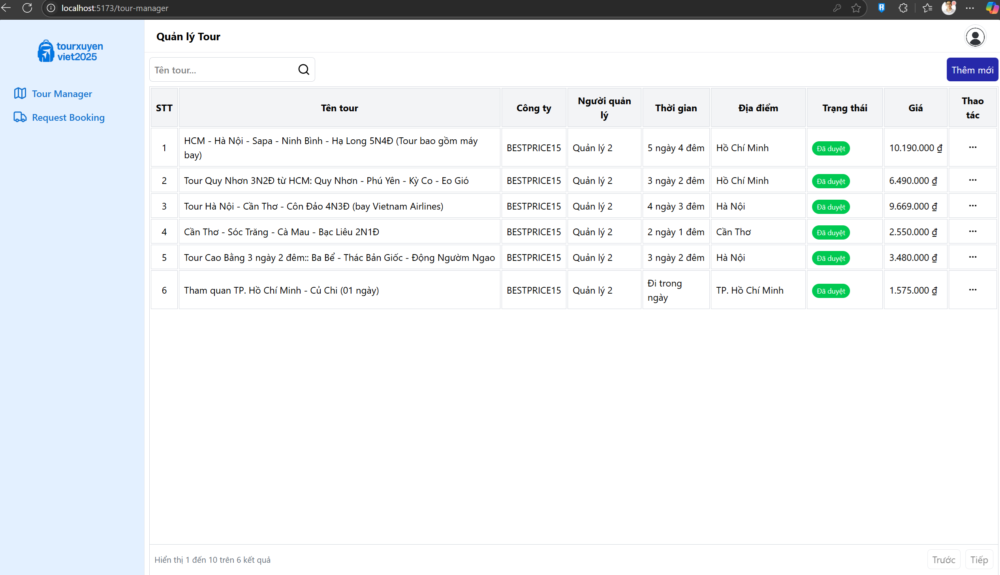 localhost:5173/tour-manager
tourxuyen
viet2025
Tour Manager
Request Booking
Quản lý Tour
Tên tour...
Thêm mới
STT Tên tour Công ty Người quản lý Thời gian Địa điểm Trạng thái Giá Thao tác
1 HCM - Hà Nội - Sapa - Ninh Bình - Hạ Long 5N4Đ (Tour bao gồm máy bay) BESTPRICE15 Quản lý 2 5 ngày 4 đêm Hồ Chí Minh Đã duyệt 10.190.000 ₫ ...
2 Tour Quy Nhơn 3N2Đ từ HCM: Quy Nhơn - Phú Yên - Kỳ Co - Eo Gió BESTPRICE15 Quản lý 2 3 ngày 2 đêm Hồ Chí Minh Đã duyệt 6.490.000 ₫ ...
3 Tour Hà Nội - Cần Thơ - Côn Đảo 4N3Đ (bay Vietnam Airlines) BESTPRICE15 Quản lý 2 4 ngày 3 đêm Hà Nội Đã duyệt 9.669.000 ₫ ...
4 Cần Thơ - Sóc Trăng - Cà Mau - Bạc Liêu 2N1Đ BESTPRICE15 Quản lý 2 2 ngày 1 đêm Cần Thơ Đã duyệt 2.550.000 ₫ ...
5 Tour Cao Bằng 3 ngày 2 đêm:: Ba Bể - Thác Bản Giốc - Động Ngườm Ngao BESTPRICE15 Quản lý 2 3 ngày 2 đêm Hà Nội Đã duyệt 3.480.000 ₫ ...
6 Tham quan TP. Hồ Chí Minh - Củ Chi (01 ngày) BESTPRICE15 Quản lý 2 Đi trong ngày TP. Hồ Chí Minh Đã duyệt 1.575.000 ₫ ...
Hiển thị 1 đến 10 trên 6 kết quả
Trước
Tiếp